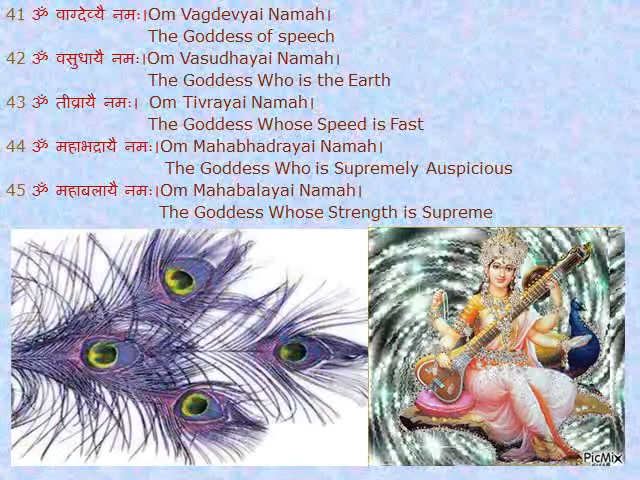 41 ॐ वाग्देव्यै नमः।Om Vagdevyai Namah।
The Goddess of speech
42 ॐ वसुधायै नमः।Om Vasudhayai Namah।
The Goddess Who is the Earth
43 ॐ तीव्रायै नमः। Om Tivrayai Namah।
The Goddess Whose Speed is Fast
44 ॐ महाभद्रायै नमः।Om Mahabhadrayai Namah।
The Goddess Who is Supremely Auspicious
45 ॐ महाबलायै नमः।Om Mahabalayai Namah।
The Goddess Whose Strength is Supreme
PicMix